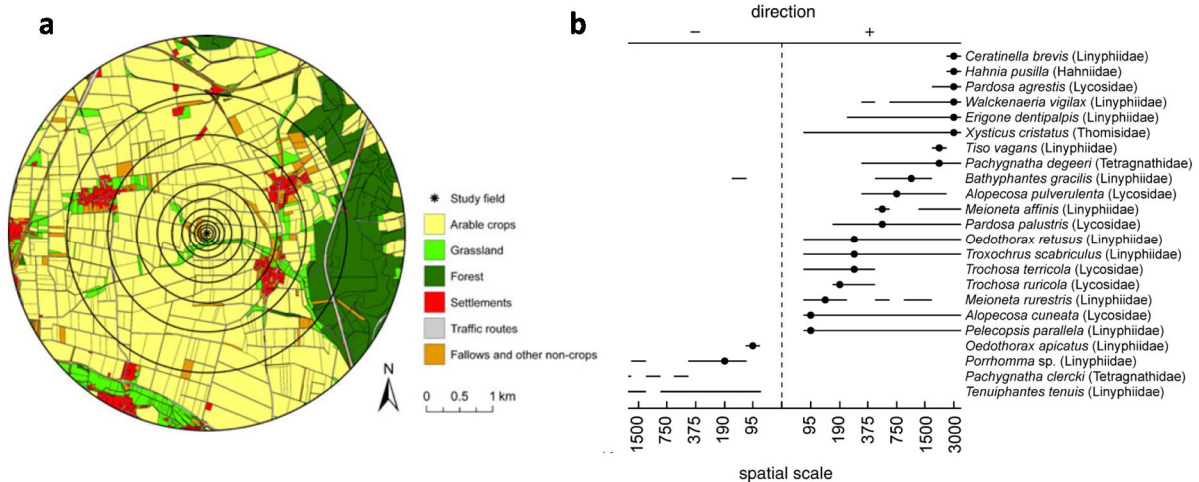 a
Study field
Arable crops
Grassland
Forest
Settlements
Traffic routes
Fallows and other non-crops
N
0 1 km
b
direction
− +
Ceratinella brevis (Linyphiidae)
Hahnia pusilla (Hahniidae)
Pardosa agrestis (Lycosidae)
Walckenaeria vigilax (Linyphiidae)
Erigone dentipalpis (Linyphiidae)
Xysticus cristatus (Thomisidae)
Tiso vagans (Linyphiidae)
Pachygnatha degeeri (Tetragnathidae)
Bathyphantes gracilis (Linyphiidae)
Alopecosa pulverulenta (Lycosidae)
Meioneta affinis (Linyphiidae)
Pardosa palustris (Lycosidae)
Oedothorax retusus (Linyphiidae)
Troxochrus scabriculus (Linyphiidae)
Trochosa terricola (Lycosidae)
Trochosa ruricola (Lycosidae)
Meioneta rurestris (Linyphiidae)
Alopecosa cuneata (Lycosidae)
Pelecopsis parallela (Linyphiidae)
Oedothorax apicatus (Linyphiidae)
Porrhomma sp. (Linyphiidae)
Pachygnatha clercki (Tetragnathidae)
Tenuiphantes tenuis (Linyphiidae)
1500 750 375 190 95 95 190 375 750 1500 3000
spatial scale